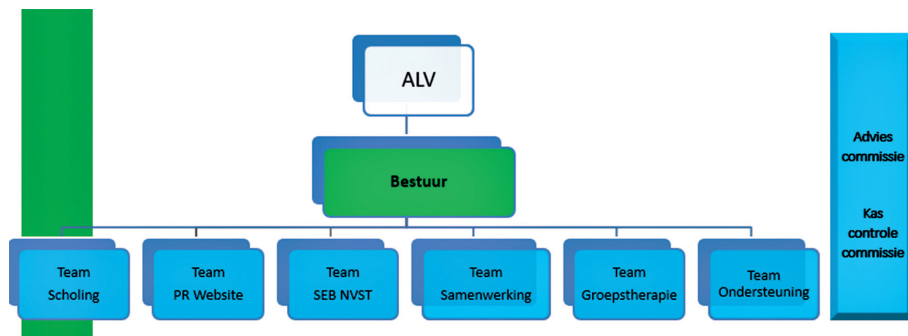 ALV
Bestuur
Team
Scholing
Team
PR Website
Team
SEB NVST
Team
Samenwerking
Team
Groepstherapie
Team
Ondersteuning
Advies
commissie
Kas
controle
commissie